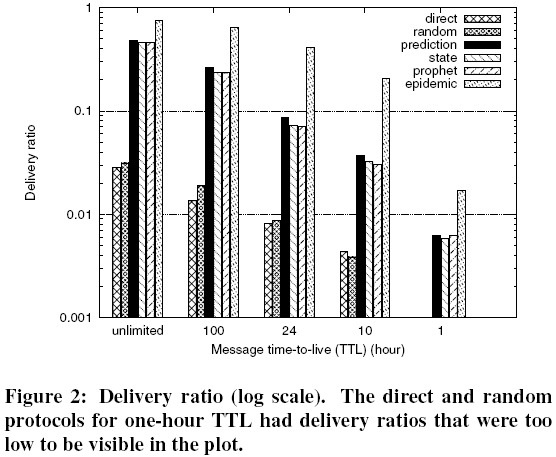 1
0.1
0.01
0.001
Delivery ratio
direct
random
prediction
state
prophet
epidemic
unlimited 100 24 10 1
Message time-to-live (TTL) (hour)
Figure 2: Delivery ratio (log scale). The direct and random
protocols for one-hour TTL had delivery ratios that were too
low to be visible in the plot.